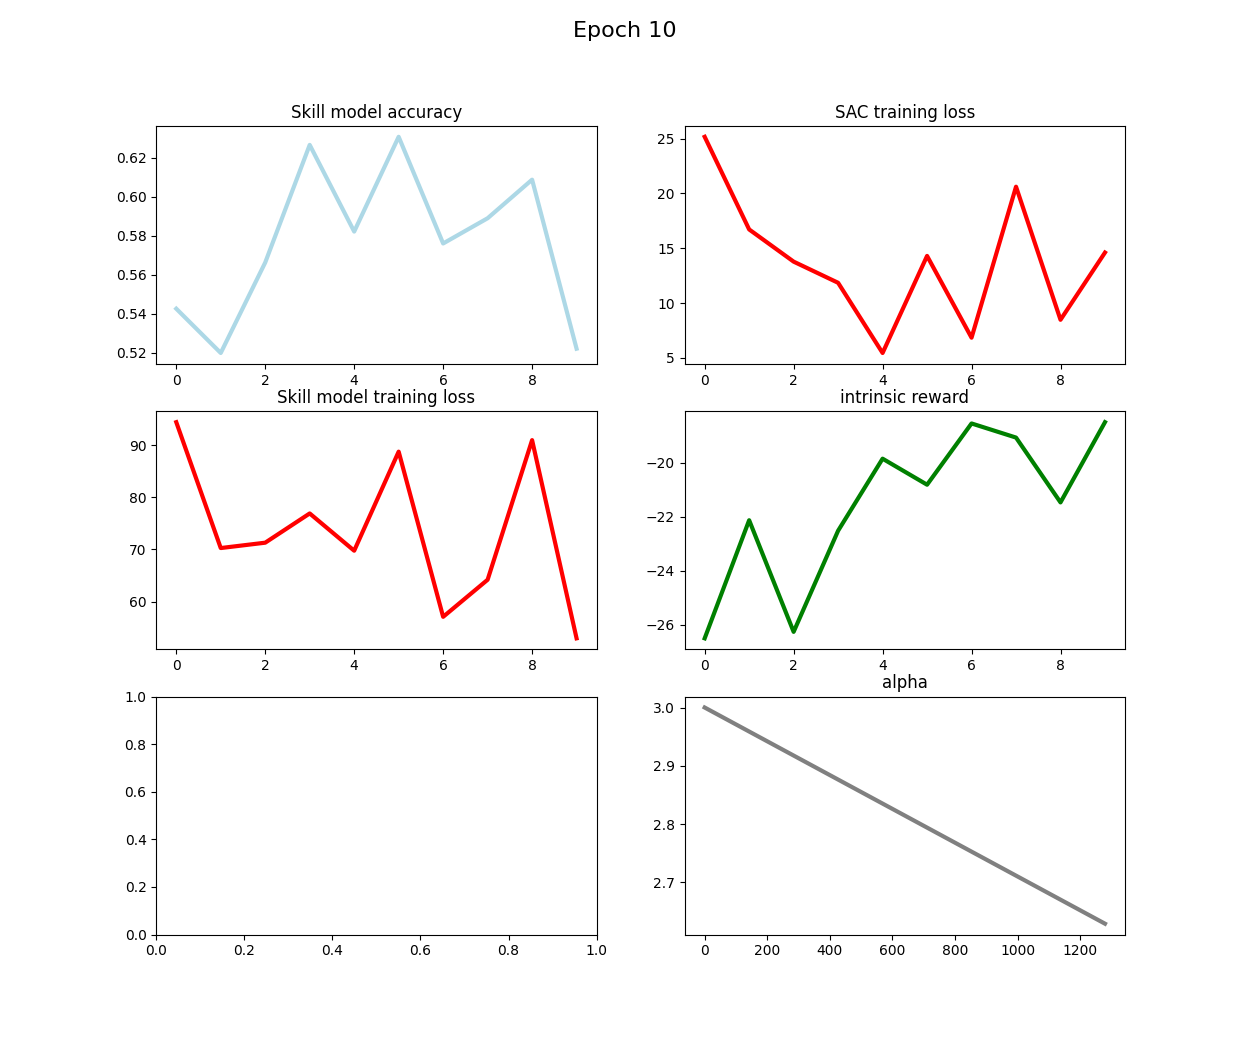 Epoch 10
Skill model accuracy
0.62
0.60
0.58
0.56
0.54
0.52
0 2 4 6 8
SAC training loss
25
20
15
10
5
0 2 4 6 8
Skill model training loss
90
80
70
60
0 2 4 6 8
intrinsic reward
−20
−22
−24
−26
0 2 4 6 8
1.0
0.8
0.6
0.4
0.2
0.0
0.0 0.2 0.4 0.6 0.8 1.0
alpha
3.0
2.9
2.8
2.7
0 200 400 600 800 1000 1200